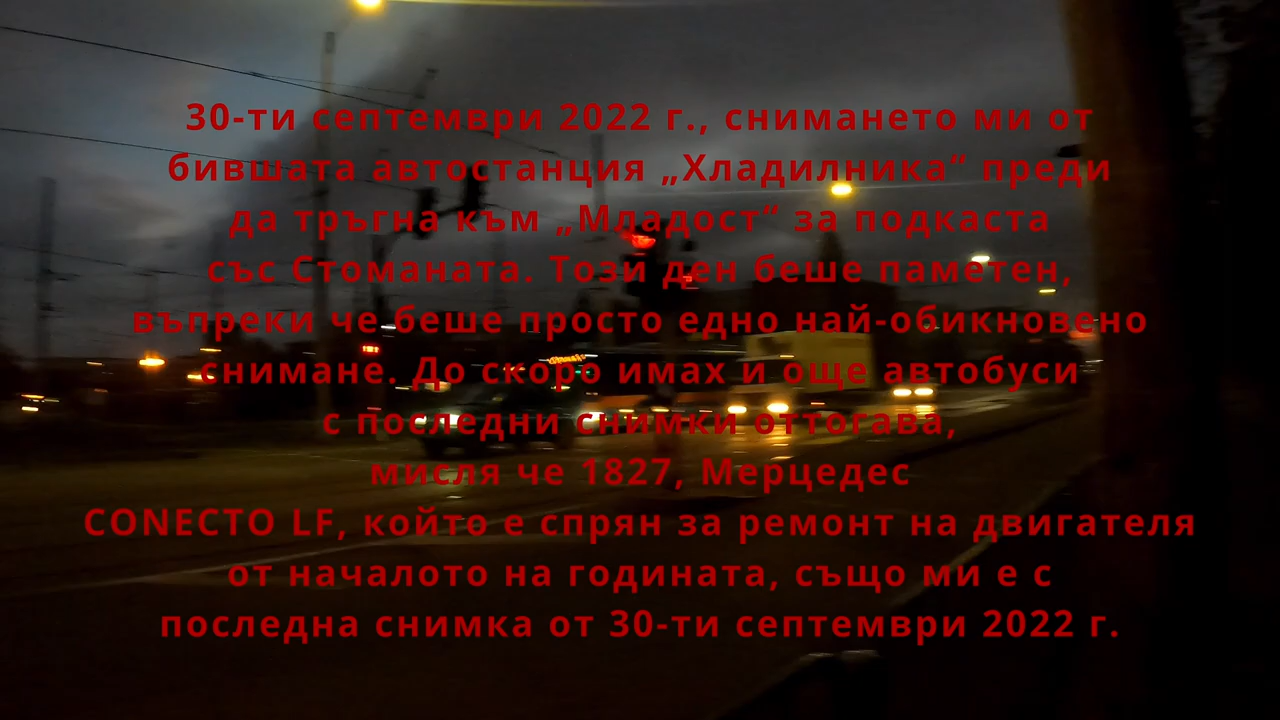 30-ти септември 2022 г., снимането ми от
бившата автостанция „Хладилника“ преди
да тръгна към „Младост“ за подкаста
със Стоманата. Този ден беше паметен,
въпреки че беше просто едно най-обикновено
снимане. До скоро имах и още автобуси
с последни снимки оттогава,
мисля че 1827, Мерцедес
CONECTO LF, който е спрян за ремонт на двигателя
от началото на годината, също ми е с
последна снимка от 30-ти септември 2022 г.